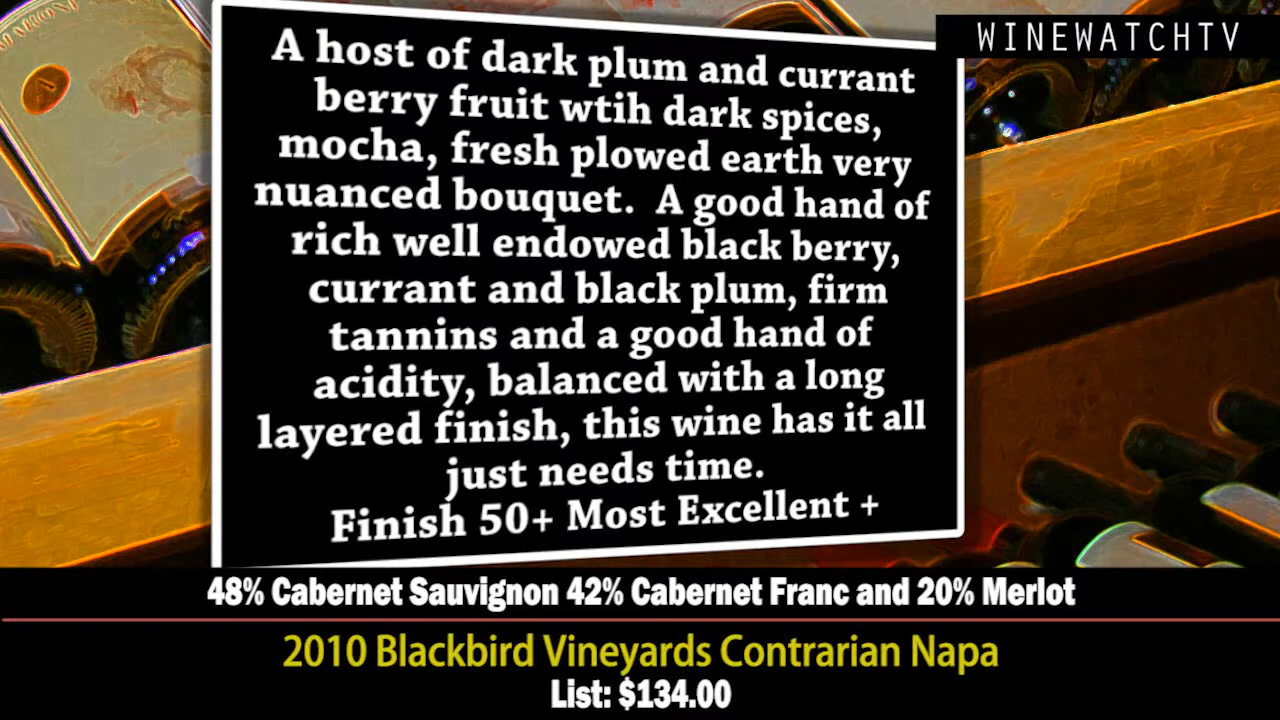 WINEWATCHTV
A host of dark plum and currant
berry fruit wtih dark spices,
mocha, fresh plowed earth very
nuanced bouquet.  A good hand of
rich well endowed black berry,
currant and black plum, firm
tannins and a good hand of
acidity, balanced with a long
layered finish, this wine has it all
just needs time.
Finish 50+ Most Excellent +
48% Cabernet Sauvignon 42% Cabernet Franc and 20% Merlot
2010 Blackbird Vineyards Contrarian Napa
List: $134.00